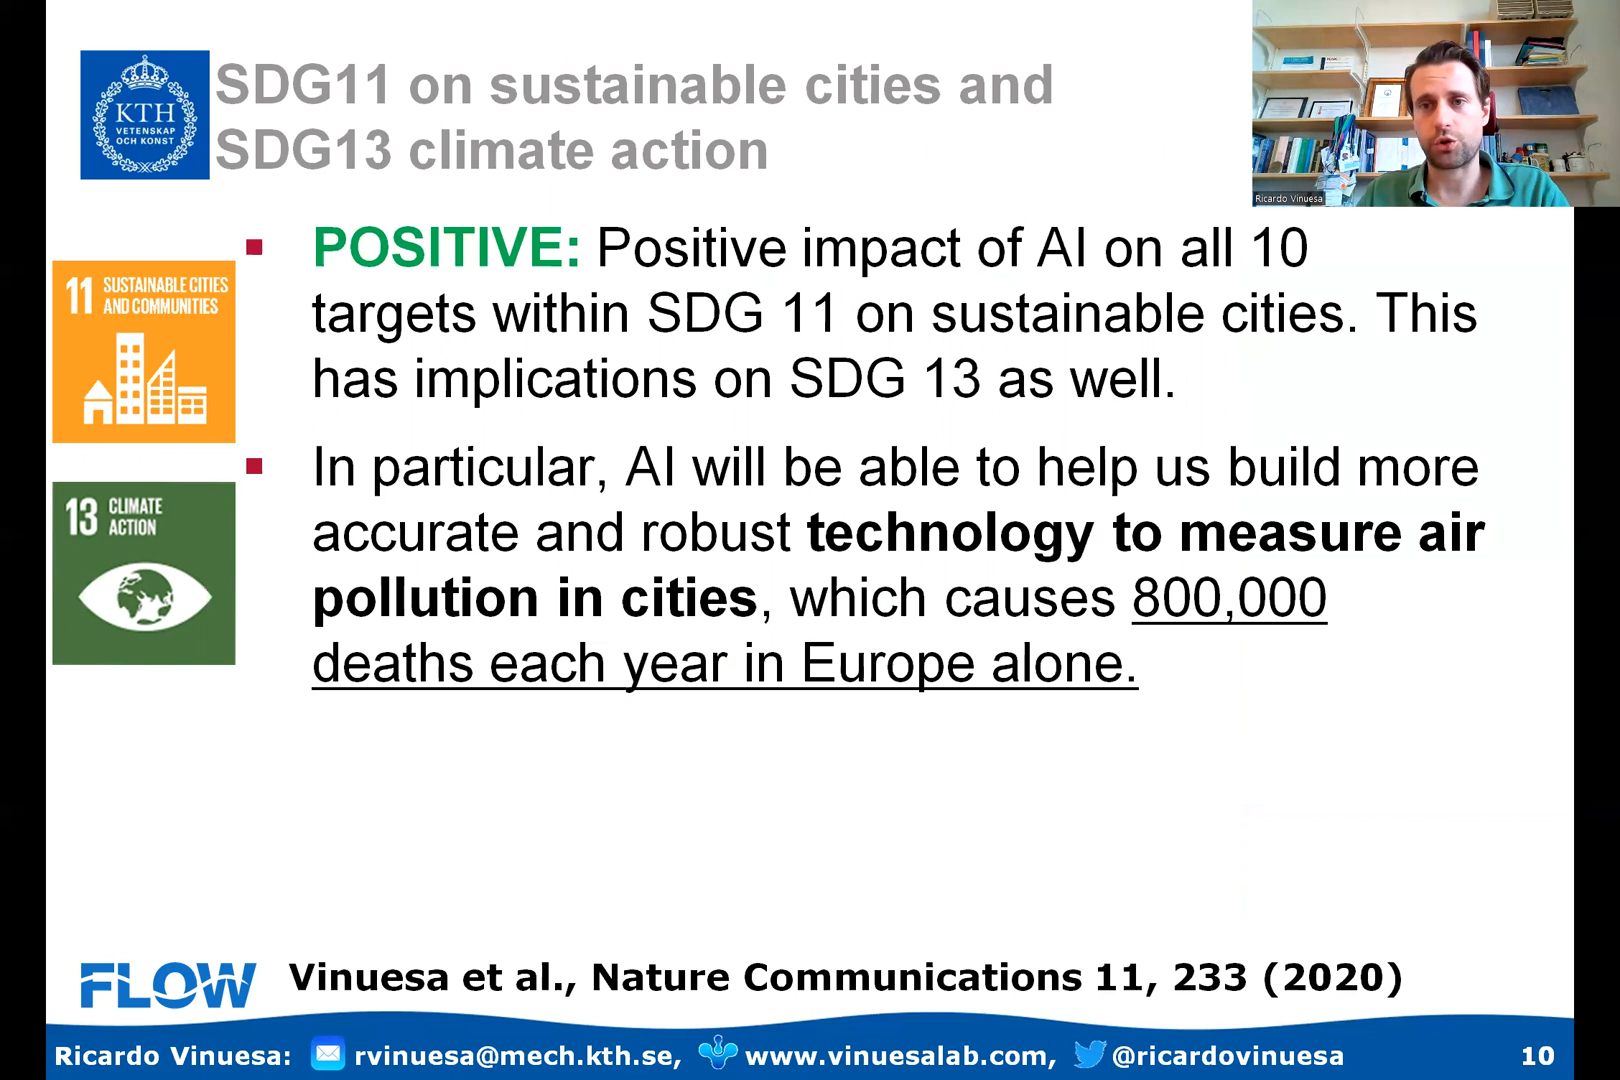 KTH
VETENSKAP
OCH KONST
SDG11 on sustainable cities and
SDG13 climate action
Ricardo Vinuesa
11 SUSTAINABLE CITIES
AND COMMUNITIES
13 CLIMATE
ACTION
POSITIVE: Positive impact of AI on all 10
targets within SDG 11 on sustainable cities. This
has implications on SDG 13 as well.
In particular, AI will be able to help us build more
accurate and robust technology to measure air
pollution in cities, which causes 800,000
deaths each year in Europe alone.
FLOW
Vinuesa et al., Nature Communications 11, 233 (2020)
Ricardo Vinuesa: rvinuesa@mech.kth.se, www.vinuesalab.com, @ricardovinuesa 10